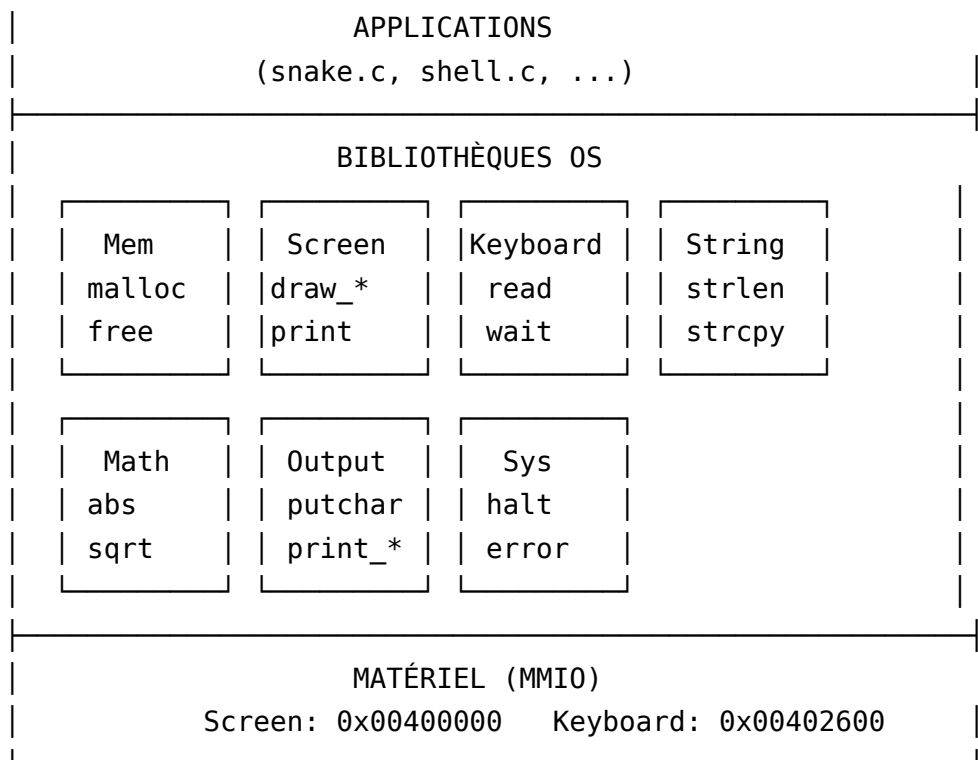 APPLICATIONS
(snake.c, shell.c, ...)
BIBLIOTHÈQUES OS
Mem Screen Keyboard String
malloc draw_* read strlen
free print wait strcpy
Math Output Sys
abs putchar halt
sqrt print_* error
MATÉRIEL (MMIO)
Screen: 0x00400000 Keyboard: 0x00402600